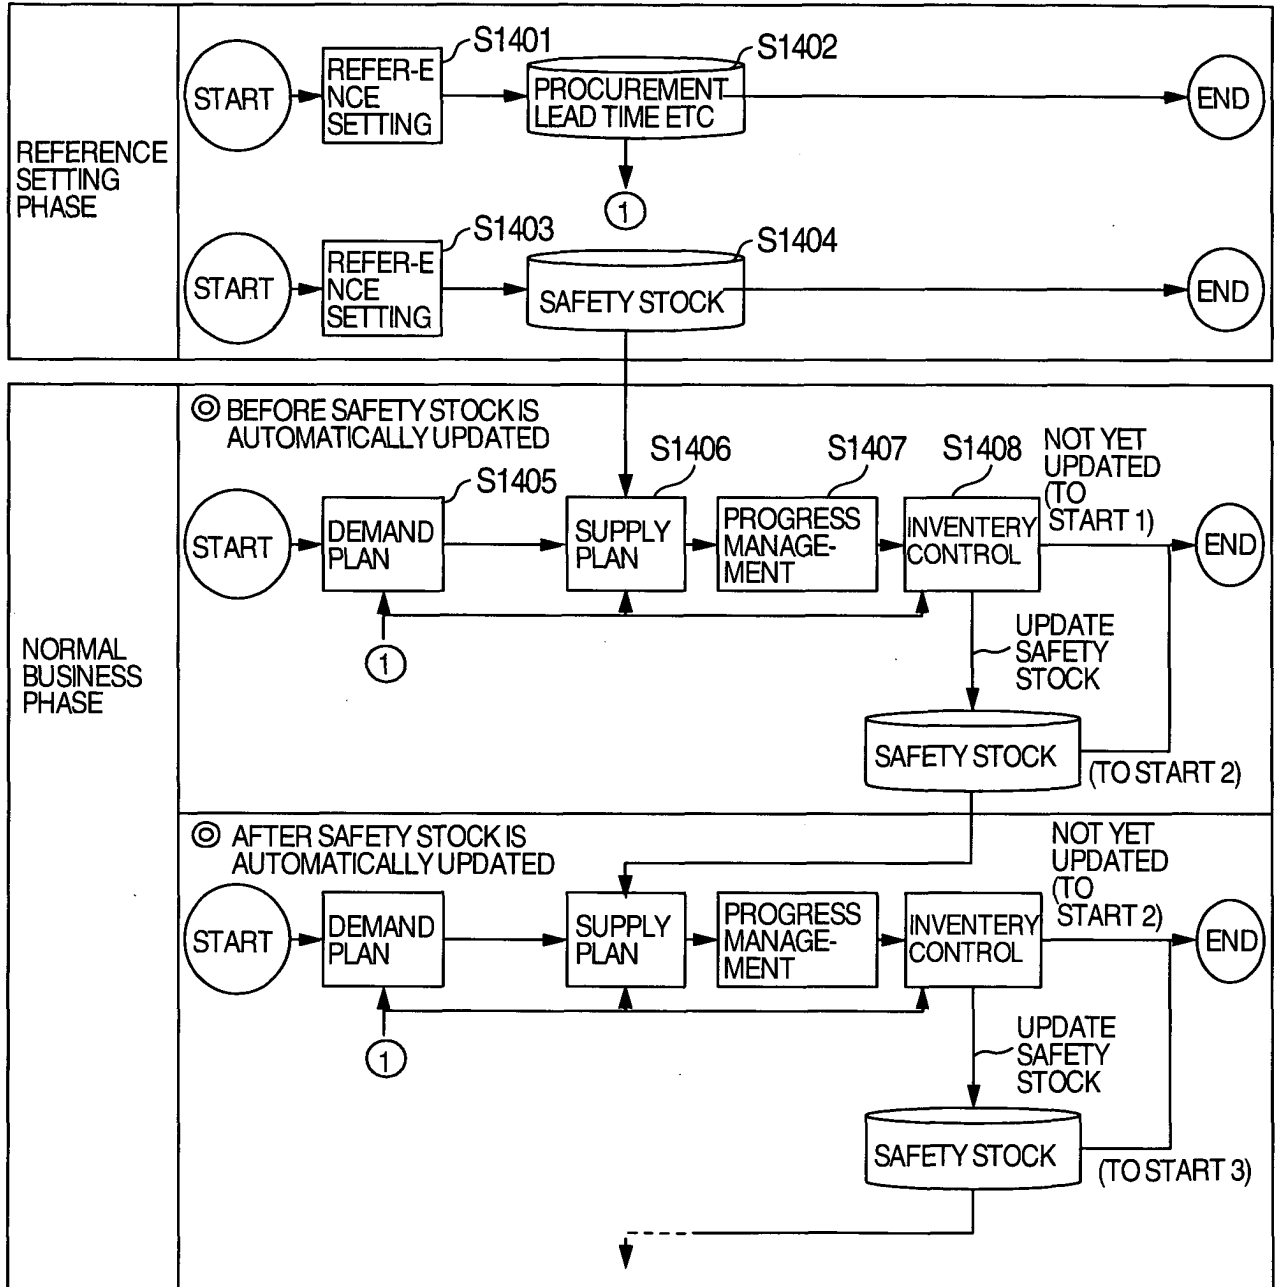 S1401
S1402
START
REFER-E
NCE
SETTING
PROCUREMENT
LEAD TIME ETC
END
REFERENCE
SETTING
PHASE
1
S1403
S1404
START
REFER-E
NCE
SETTING
SAFETY STOCK
END
◎ BEFORE SAFETY STOCK IS
AUTOMATICALLY UPDATED
S1405
S1406
S1407
S1408
NOT YET
UPDATED
(TO
START 1)
START
DEMAND
PLAN
SUPPLY
PLAN
PROGRESS
MANAGE-
MENT
INVENTERY
CONTROL
END
1
UPDATE
SAFETY
STOCK
NORMAL
BUSINESS
PHASE
SAFETY STOCK
(TO START 2)
◎ AFTER SAFETY STOCK IS
AUTOMATICALLY UPDATED
NOT YET
UPDATED
(TO
START 2)
START
DEMAND
PLAN
SUPPLY
PLAN
PROGRESS
MANAGE-
MENT
INVENTERY
CONTROL
END
1
UPDATE
SAFETY
STOCK
SAFETY STOCK
(TO START 3)